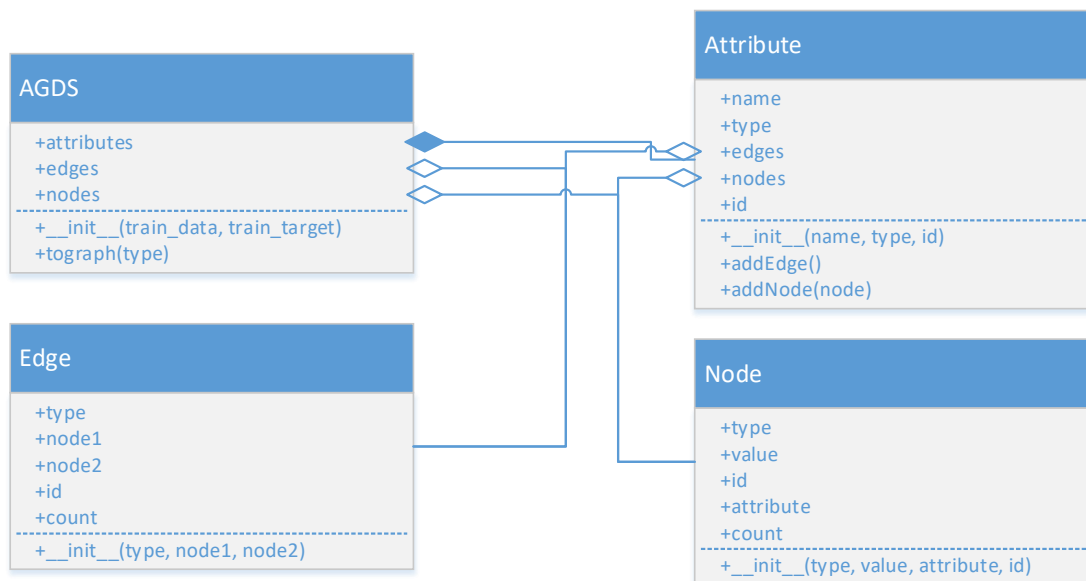 AGDS
+attributes
+edges
+nodes
+__init__(train_data, train_target)
+tograph(type)
Attribute
+name
+type
+edges
+nodes
+id
+__init__(name, type, id)
+addEdge()
+addNode(node)
Edge
+type
+node1
+node2
+id
+count
+__init__(type, node1, node2)
Node
+type
+value
+id
+attribute
+count
+__init__(type, value, attribute, id)